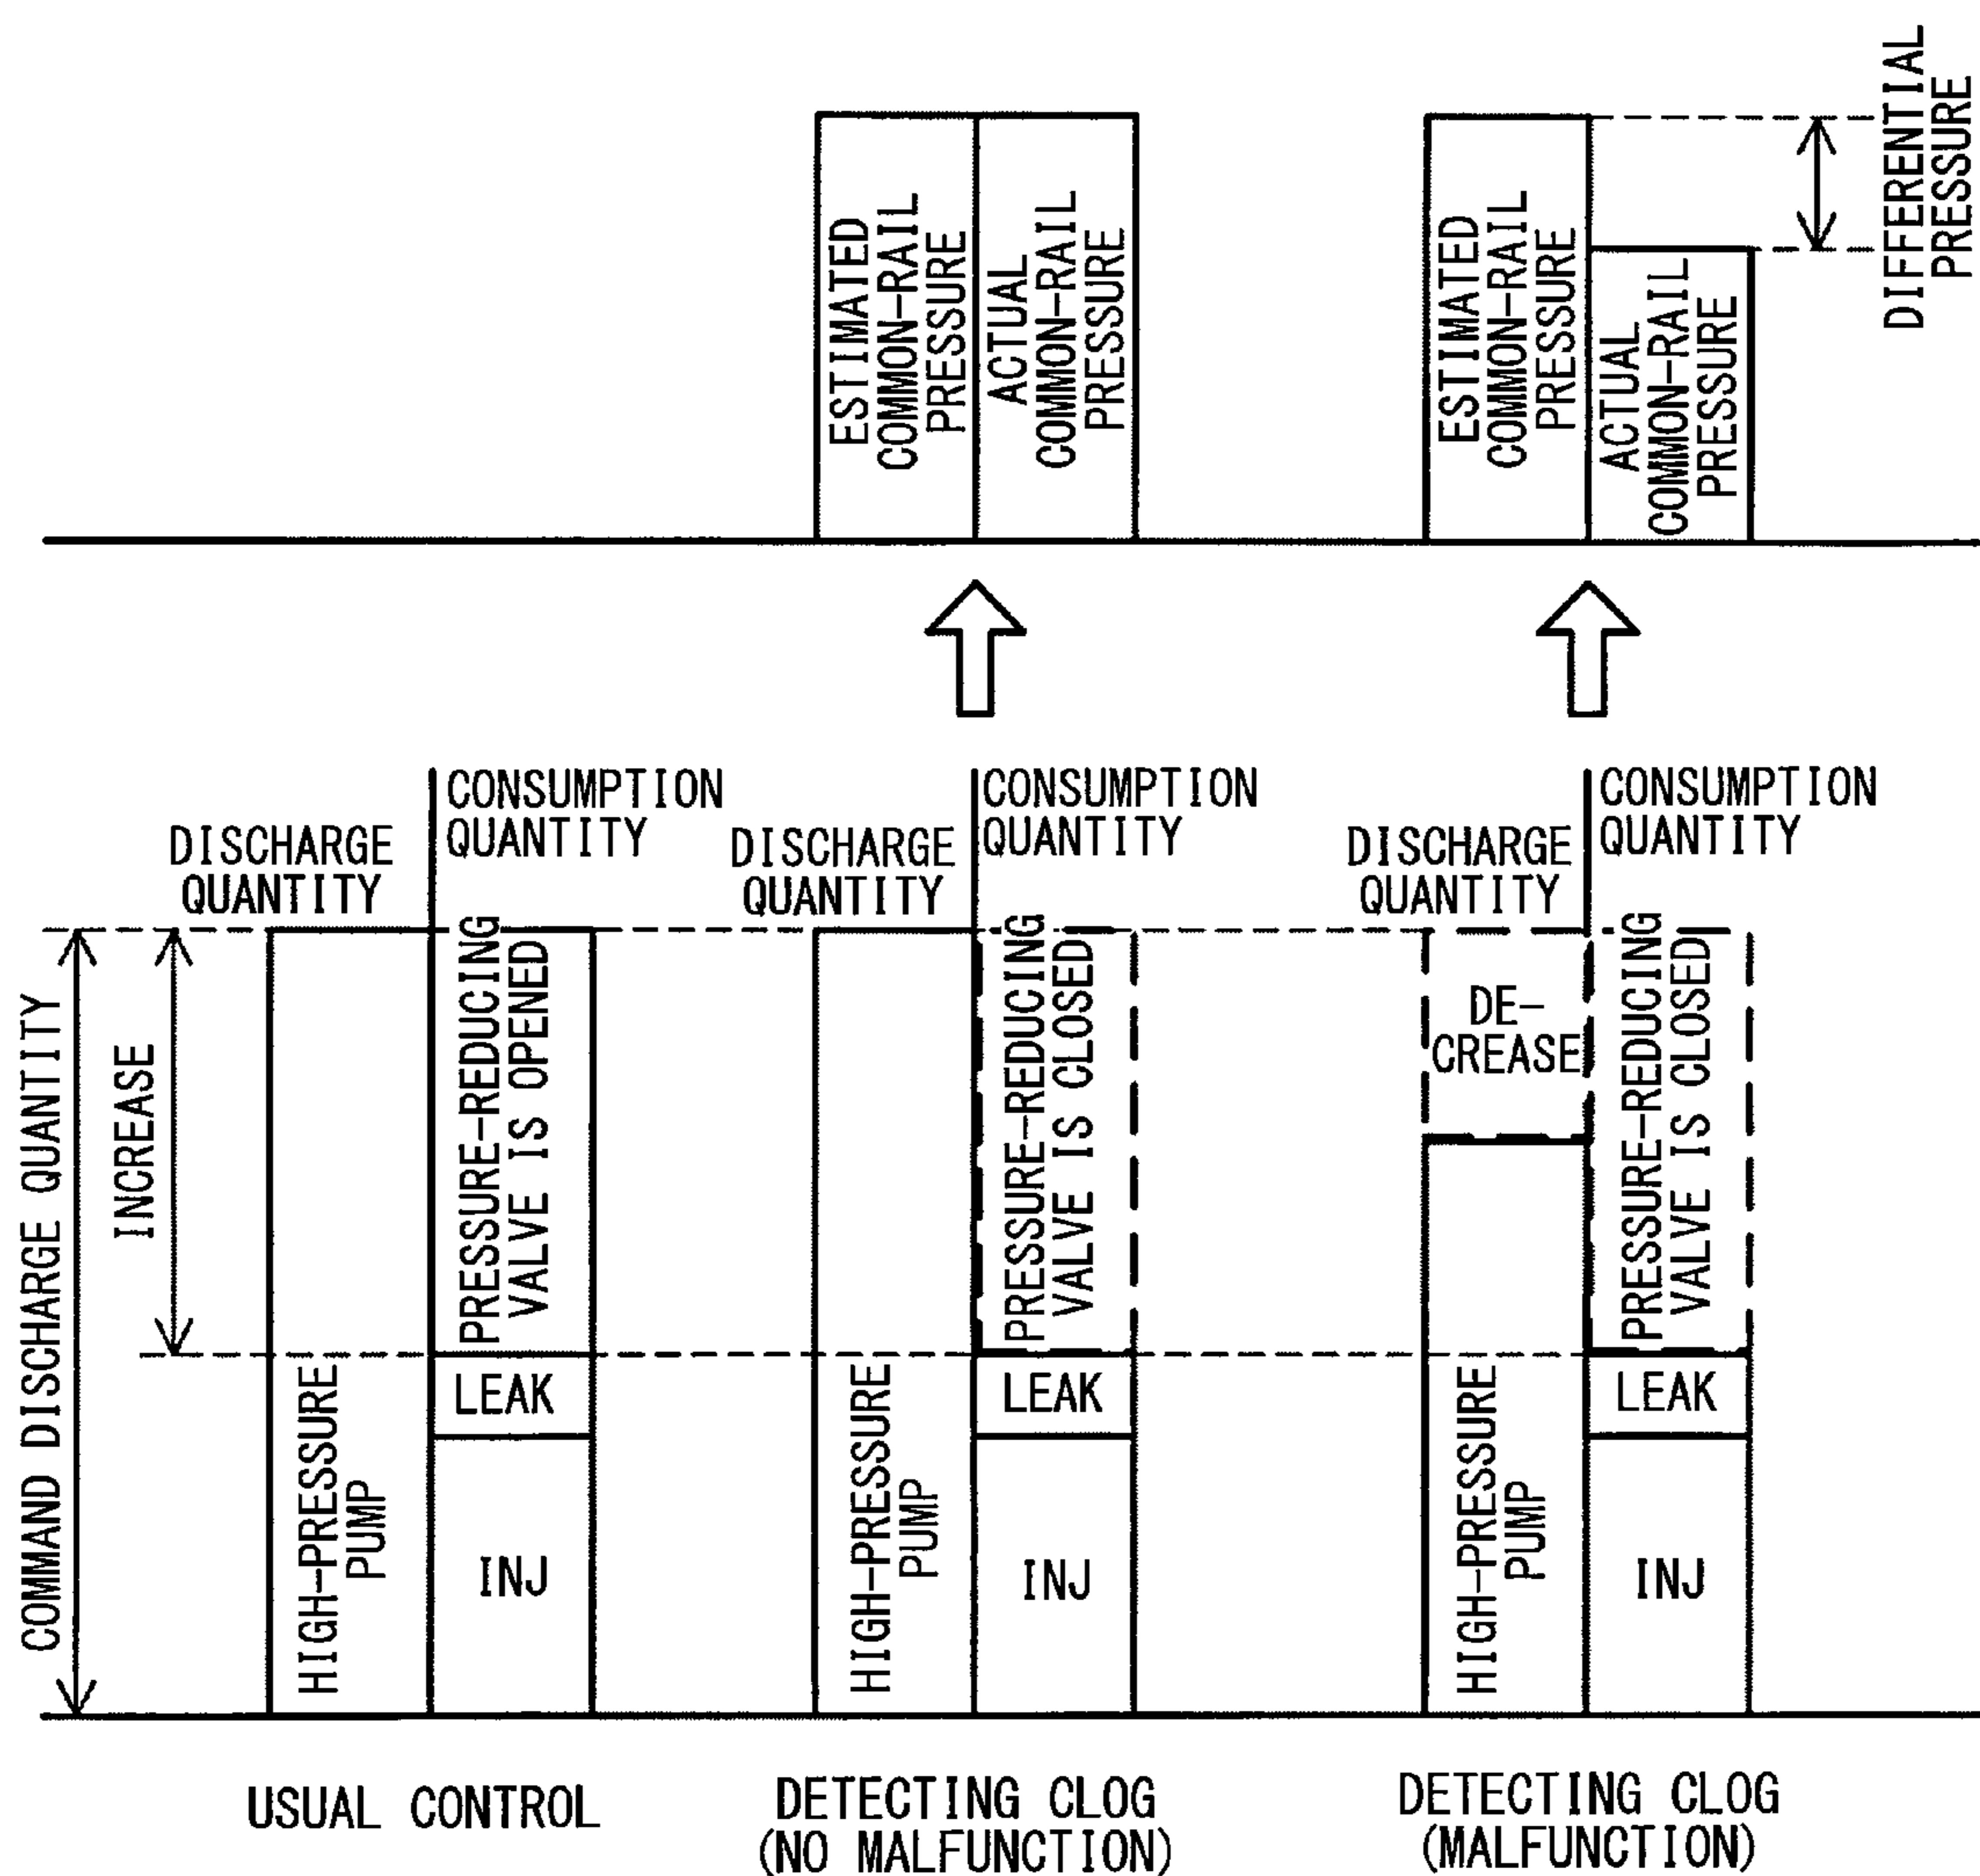 DIFFERENTIAL
PRESSURE
ESTIMATED
COMMON-RAIL
PRESSURE
ACTUAL
COMMON-RAIL
PRESSURE
ESTIMATED
COMMON-RAIL
PRESSURE
ACTUAL
COMMON-RAIL
PRESSURE
DISCHARGE
QUANTITY
CONSUMPTION
QUANTITY
DISCHARGE
QUANTITY
CONSUMPTION
QUANTITY
DISCHARGE
QUANTITY
CONSUMPTION
QUANTITY
COMMAND DISCHARGE QUANTITY
INCREASE
HIGH-PRESSURE
PUMP
PRESSURE-REDUCING
VALVE IS OPENED
LEAK
INJ
HIGH-PRESSURE
PUMP
PRESSURE-REDUCING
VALVE IS CLOSED
LEAK
INJ
DE-
CREASE
HIGH-PRESSURE
PUMP
PRESSURE-REDUCING
VALVE IS CLOSED
LEAK
INJ
USUAL CONTROL
DETECTING CLOG
(NO MALFUNCTION)
DETECTING CLOG
(MALFUNCTION)